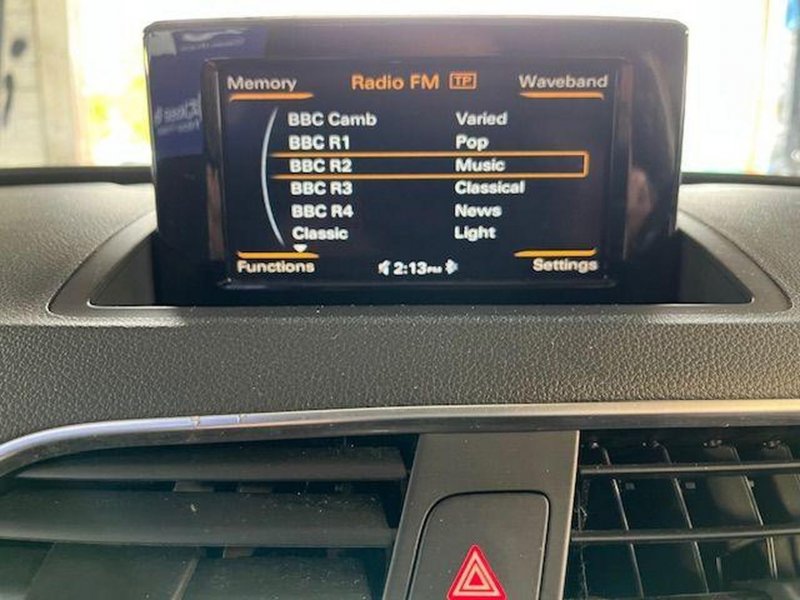 Memory Radio FM TP Waveband
BBC Camb Varied
BBC R1 Pop
BBC R2 Music
BBC R3 Classical
BBC R4 News
Classic Light
Functions 2:13PM Settings